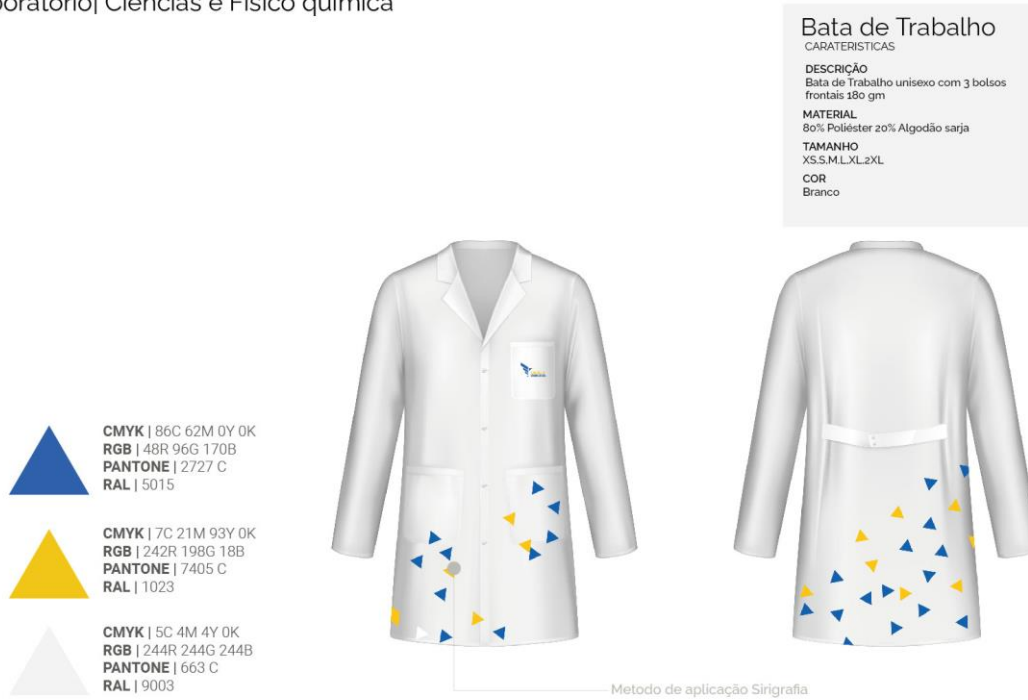 Ciências e Físico química
Bata de Trabalho
CARATERISTICAS
DESCRIÇÃO
Bata de Trabalho unisexo com 3 bolsos
frontais 180 gm
MATERIAL
80% Poliéster 20% Algodão sarja
TAMANHO
XS.S.M.L.XL.2XL
COR
Branco
CMYK | 86C 62M 0Y 0K
RGB | 48R 96G 170B
PANTONE | 2727 C
RAL | 5015
CMYK | 7C 21M 93Y 0K
RGB | 242R 198G 18B
PANTONE | 7405 C
RAL | 1023
CMYK | 5C 4M 4Y 0K
RGB | 244R 244G 244B
PANTONE | 663 C
RAL | 9003
Metodo de aplicação Sirigrafia